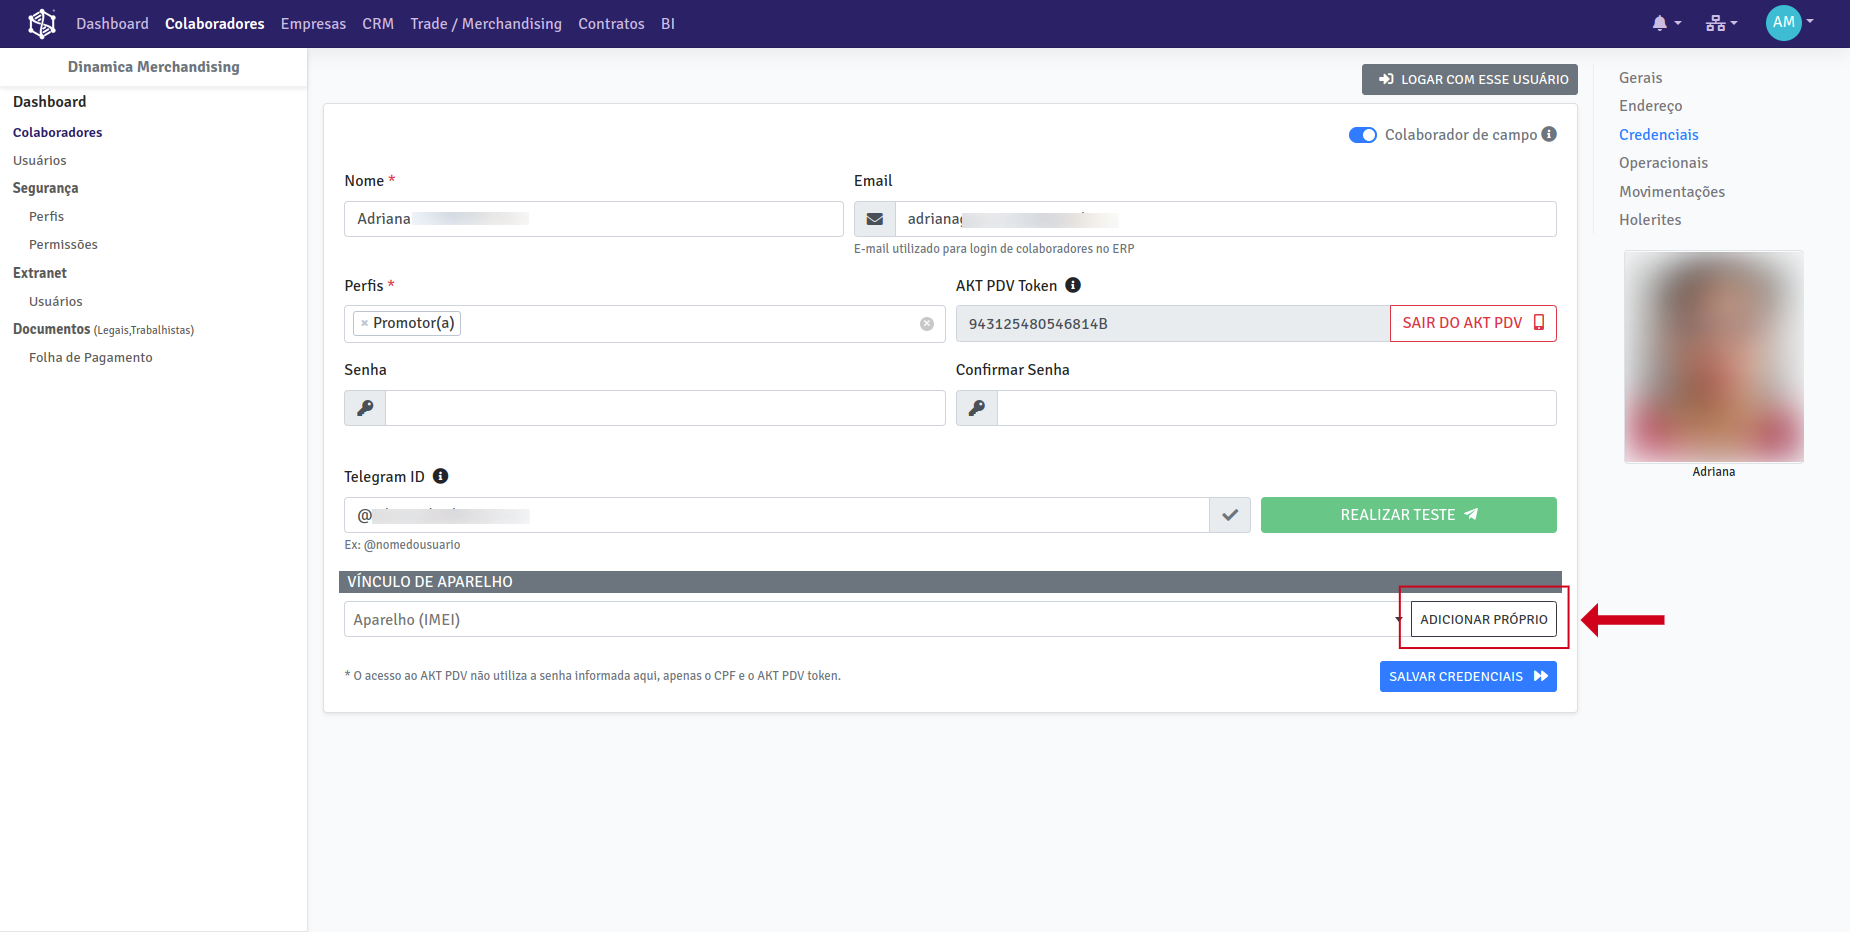 Dashboard Colaboradores Empresas CRM Trade / Merchandising Contratos BI AM
Dinamica Merchandising
Dashboard
Colaboradores
Usuários
Segurança
Perfis
Permissões
Extranet
Usuários
Documentos (Legais,Trabalhistas)
Folha de Pagamento
LOGAR COM ESSE USUÁRIO
Colaborador de campo
Nome *
Email
Adriana
E-mail utilizado para login de colaboradores no ERP
Perfis *
AKT PDV Token
× Promotor(a)
943125480546814B
SAIR DO AKT PDV
Senha
Confirmar Senha
Telegram ID
@
REALIZAR TESTE
Ex: @nomedousuario
VÍNCULO DE APARELHO
Aparelho (IMEI)
ADICIONAR PRÓPRIO
* O acesso ao AKT PDV não utiliza a senha informada aqui, apenas o CPF e o AKT PDV token.
SALVAR CREDENCIAIS
Gerais
Endereço
Credenciais
Operacionais
Movimentações
Holerites
Adriana